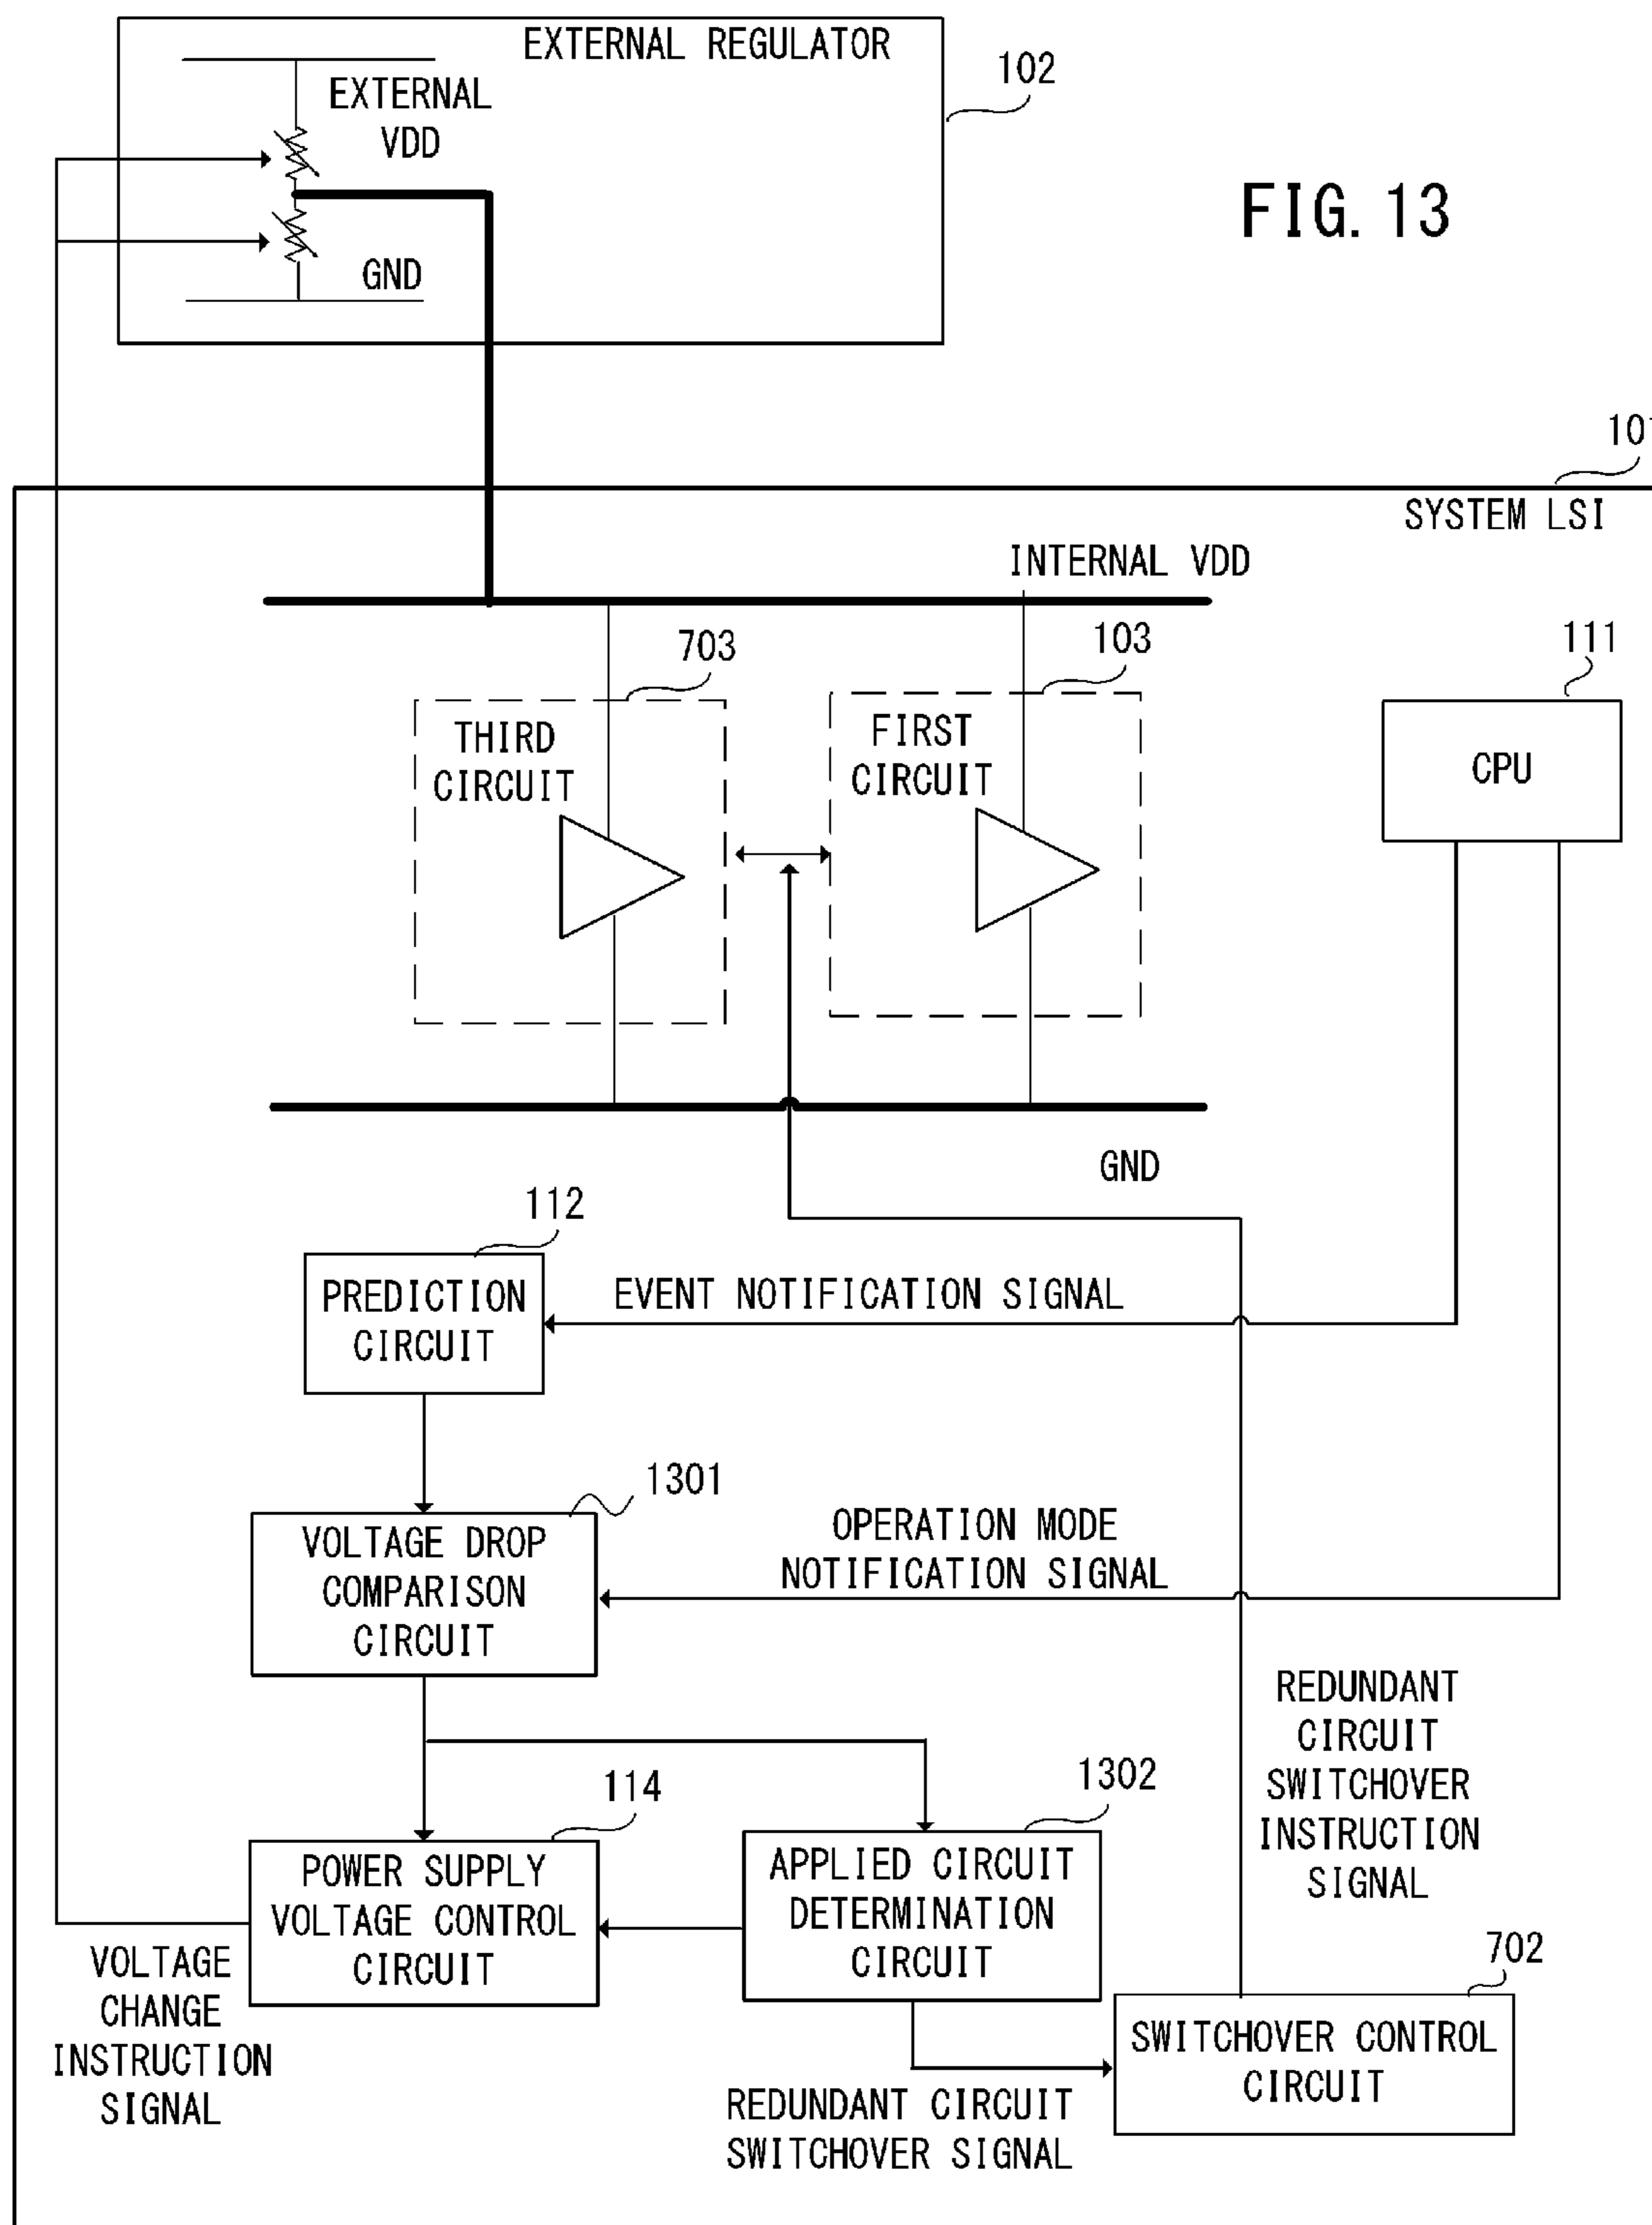 EXTERNAL REGULATOR
102
EXTERNAL
VDD
GND
FIG. 13
SYSTEM LSI
INTERNAL VDD
703
103
111
THIRD
CIRCUIT
FIRST
CIRCUIT
CPU
GND
112
PREDICTION
CIRCUIT
EVENT NOTIFICATION SIGNAL
1301
VOLTAGE DROP
COMPARISON
CIRCUIT
OPERATION MODE
NOTIFICATION SIGNAL
REDUNDANT
CIRCUIT
SWITCHOVER
INSTRUCTION
SIGNAL
114
1302
POWER SUPPLY
VOLTAGE CONTROL
CIRCUIT
APPLIED CIRCUIT
DETERMINATION
CIRCUIT
702
VOLTAGE
CHANGE
INSTRUCTION
SIGNAL
SWITCHOVER CONTROL
CIRCUIT
REDUNDANT CIRCUIT
SWITCHOVER SIGNAL